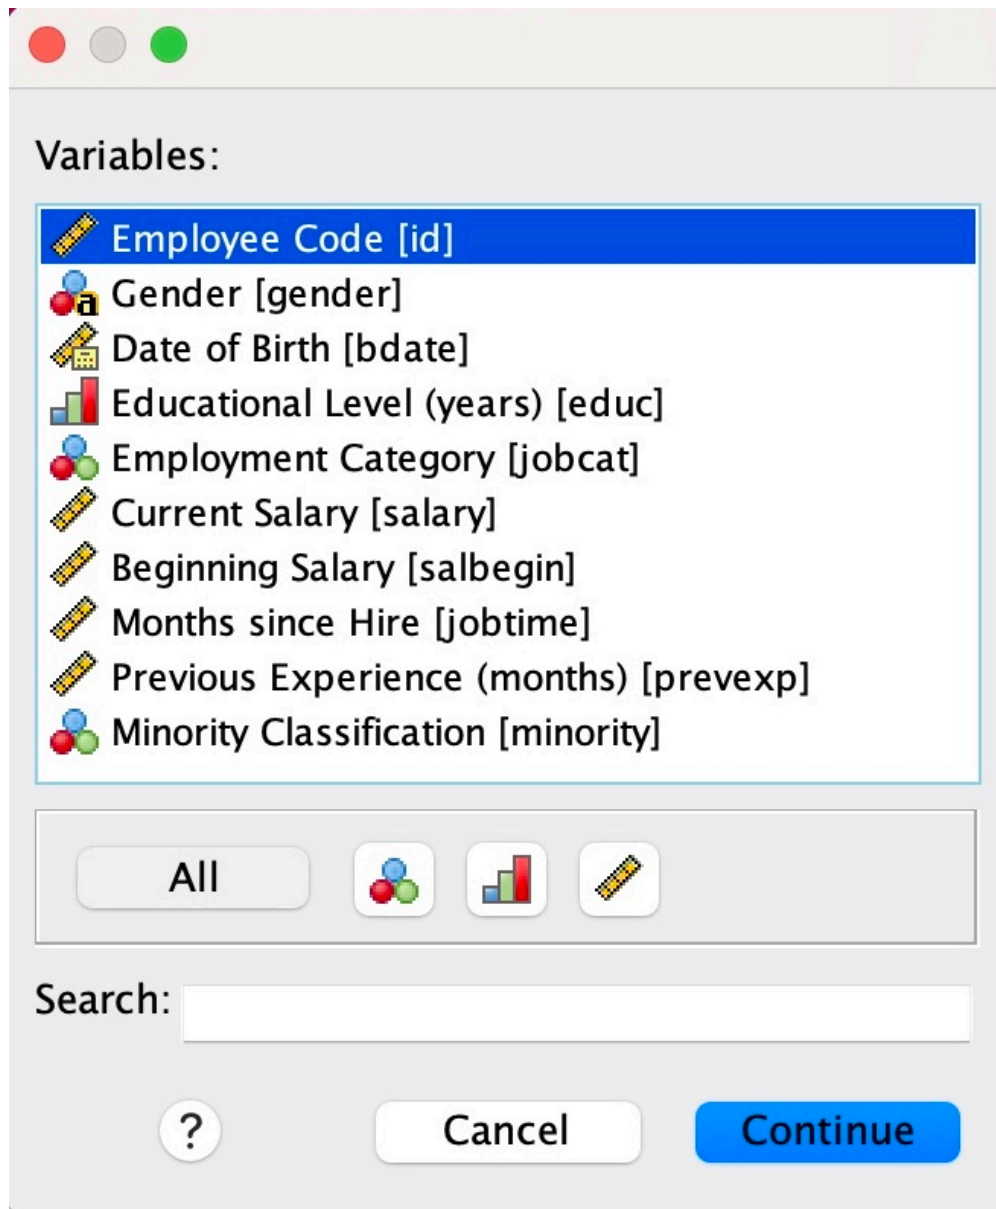 Variables:
Employee Code [id]
a Gender [gender]
Date of Birth [bdate]
Educational Level (years) [educ]
Employment Category [jobcat]
Current Salary [salary]
Beginning Salary [salbegin]
Months since Hire [jobtime]
Previous Experience (months) [prevexp]
Minority Classification [minority]
All
Search:
? Cancel Continue